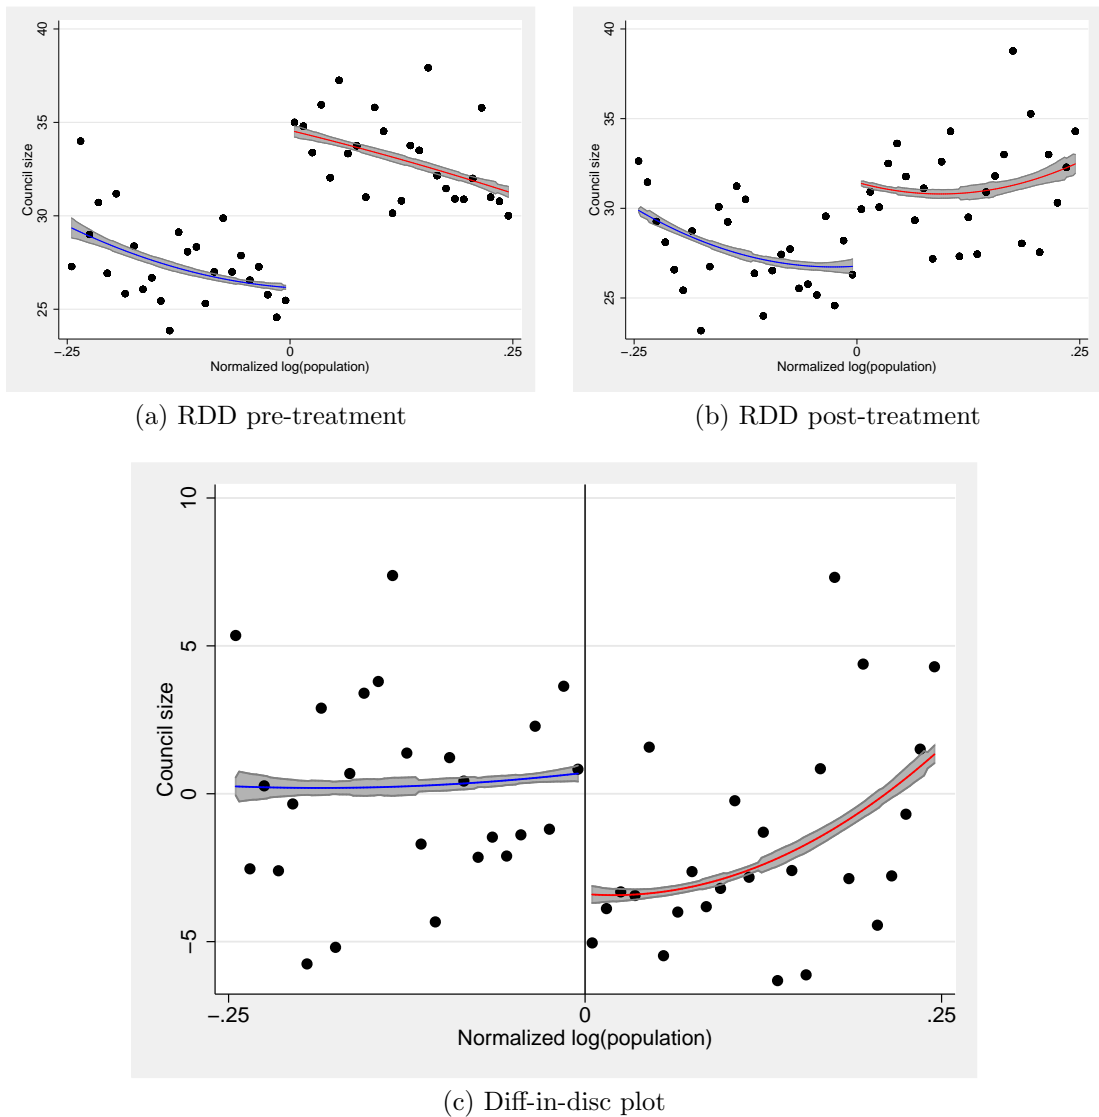 40
35
30
25
Council size
−.25 0 .25
Normalized log(population)
(a) RDD pre-treatment
40
35
30
25
Council size
−.25 0 .25
Normalized log(population)
(b) RDD post-treatment
10
5
0
−5
Council size
−.25 0 .25
Normalized log(population)
(c) Diff-in-disc plot